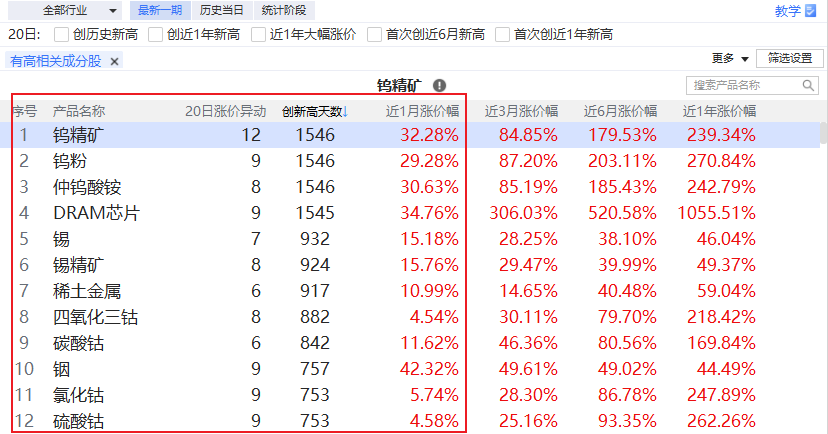 全部行业 最新一期 历史当日 统计阶段 教学
20日: 创历史新高 创近1年新高 近1年大幅涨价 首次创近6月新高 首次创近1年新高
有高相关成分股 × 更多 筛选设置
钨精矿 搜索产品名称
序号 产品名称 20日涨价异动 创新高天数↓ 近1月涨价幅 近3月涨价幅 近6月涨价幅 近1年涨价幅
1 钨精矿 12 1546 32.28% 84.85% 179.53% 239.34%
2 钨粉 9 1546 29.28% 87.20% 203.11% 270.84%
3 仲钨酸铵 8 1546 30.63% 85.19% 185.43% 242.79%
4 DRAM芯片 9 1545 34.76% 306.03% 520.58% 1055.51%
5 锡 7 932 15.18% 28.25% 38.10% 46.04%
6 锡精矿 8 924 15.76% 29.47% 39.99% 49.37%
7 稀土金属 6 917 10.99% 14.65% 40.48% 59.04%
8 四氧化三钴 8 882 4.54% 30.11% 79.70% 218.42%
9 碳酸钴 6 842 11.62% 46.36% 80.56% 169.84%
10 铟 9 757 42.32% 49.61% 49.02% 44.49%
11 氯化钴 9 753 5.74% 28.30% 86.78% 247.89%
12 硫酸钴 9 753 4.58% 25.16% 93.35% 262.26%